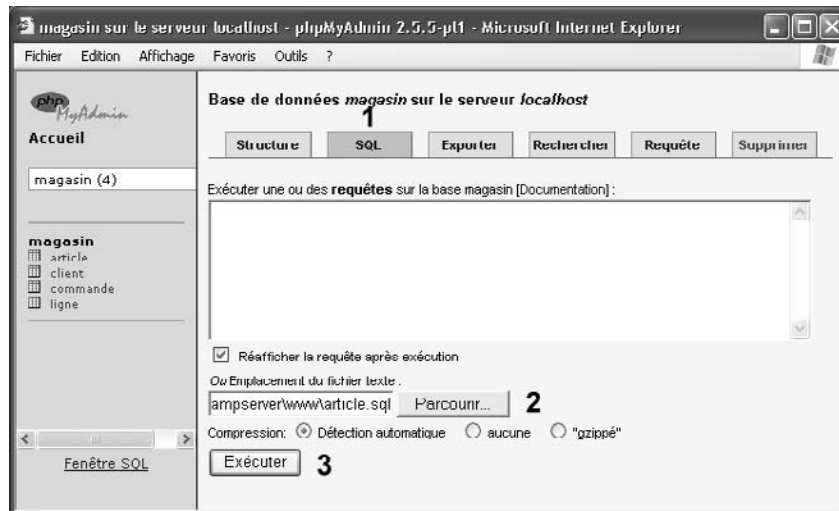 magasin sur le serveur localhost - phpMyAdmin 2.5.5-pl1 - Microsoft Internet Explorer
Fichier Edition Affichage Favoris Outils ?
php
MyAdmin
Accueil
magasin (4)
magasin
article
client
commande
ligne
Fenêtre SQL
Base de données magasin sur le serveur localhost
1
Structure SQL Exporter Rechercher Requête Supprimer
Exécuter une ou des requêtes sur la base magasin [Documentation] :
Réafficher la requête après exécution
Ou Emplacement du fichier texte :
ampserver\www\article.sql Parcourir... 2
Compression: Détection automatique aucune "gzippé"
Exécuter 3